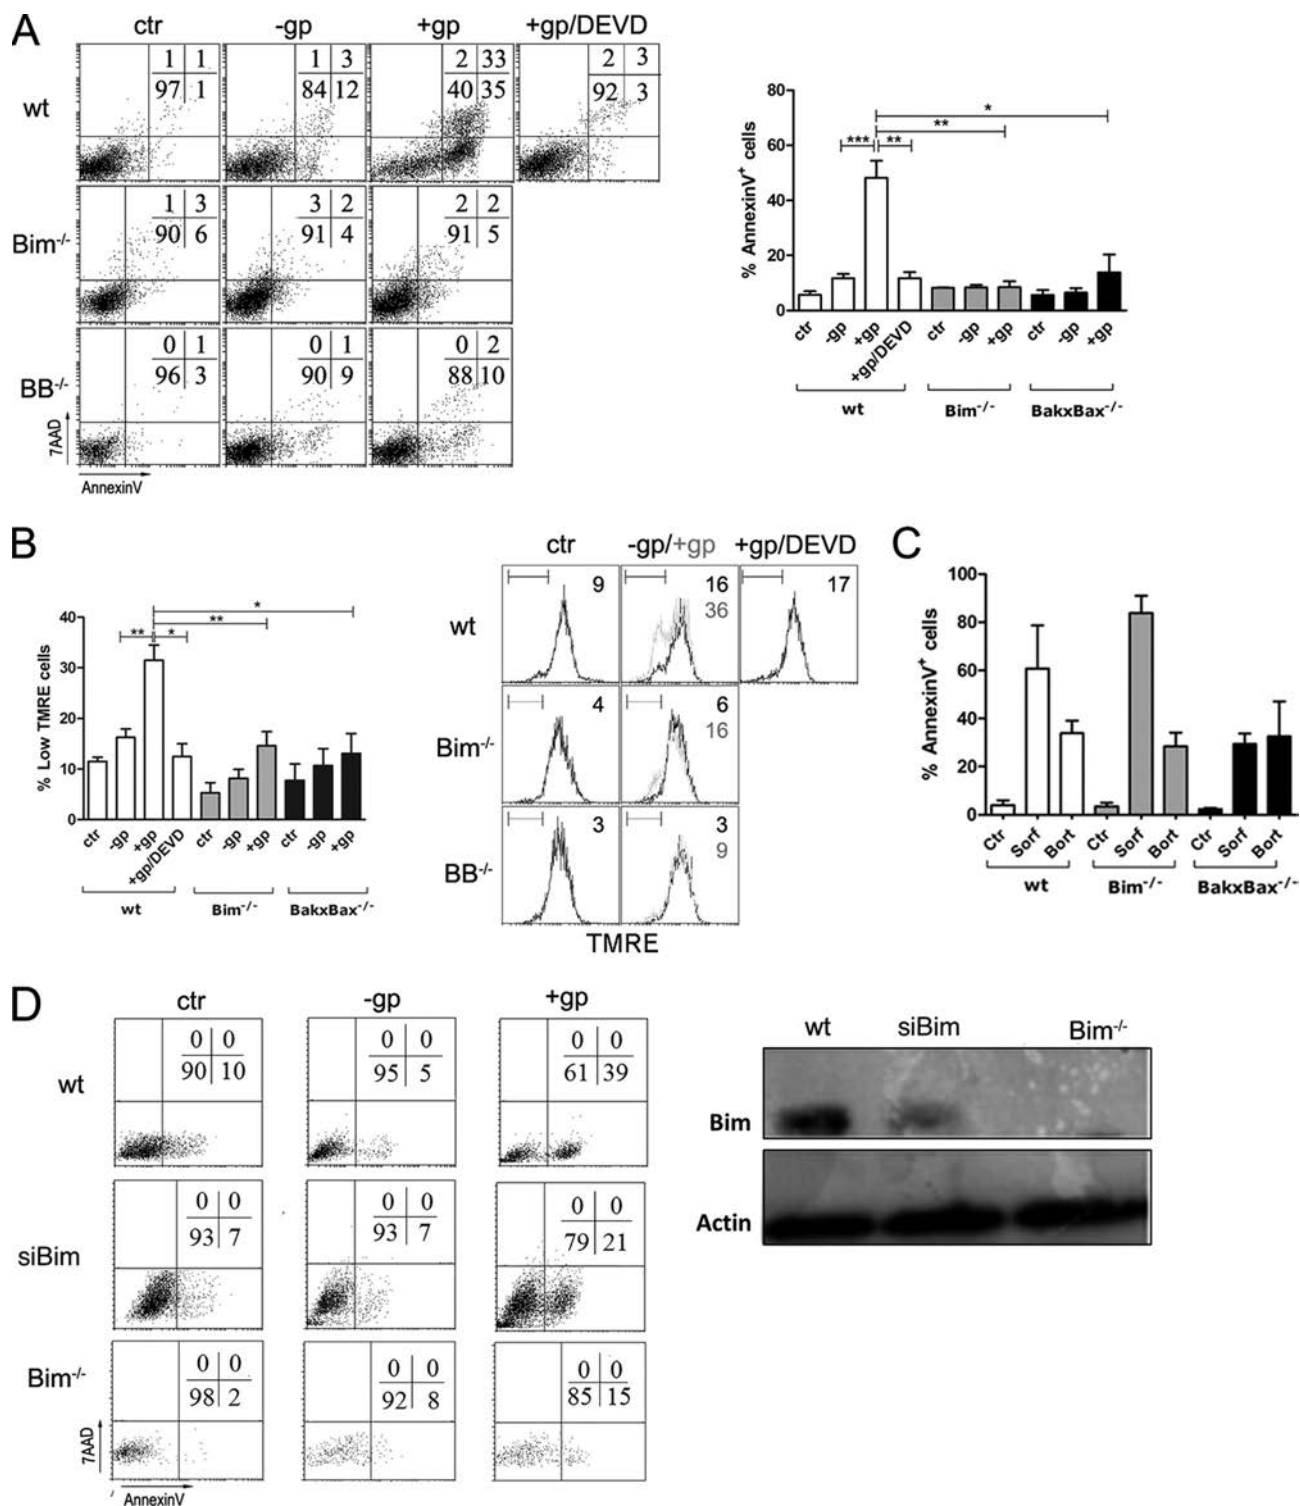 A
ctr -gp +gp +gp/DEVD
wt
1 1
97 1
1 3
84 12
2 33
40 35
2 3
92 3
Bim-/-
1 3
90 6
3 2
91 4
2 2
91 5
BB-/-
0 1
96 3
0 1
90 9
0 2
88 10
7AAD
AnnexinV
% AnnexinV+ cells
80
60
40
20
0
*
**
*** **
ctr -gp +gp +gp/DEVD ctr -gp +gp ctr -gp +gp
wt Bim-/- BakxBax-/-
B
% Low TMRE cells
40
30
20
10
0
*
**
** *
ctr -gp +gp +gp/DEVD ctr -gp +gp ctr -gp +gp
wt Bim-/- BakxBax-/-
ctr -gp/+gp +gp/DEVD
wt
9
16
36
17
Bim-/-
4
6
16
BB-/-
3
3
9
TMRE
C
% AnnexinV+ cells
100
80
60
40
20
0
Ctr Sorf Bort Ctr Sorf Bort Ctr Sorf Bort
wt Bim-/- BakxBax-/-
D
ctr -gp +gp
wt
0 0
90 10
0 0
95 5
0 0
61 39
siBim
0 0
93 7
0 0
93 7
0 0
79 21
Bim-/-
0 0
98 2
0 0
92 8
0 0
85 15
7AAD
AnnexinV
wt siBim Bim-/-
Bim
Actin